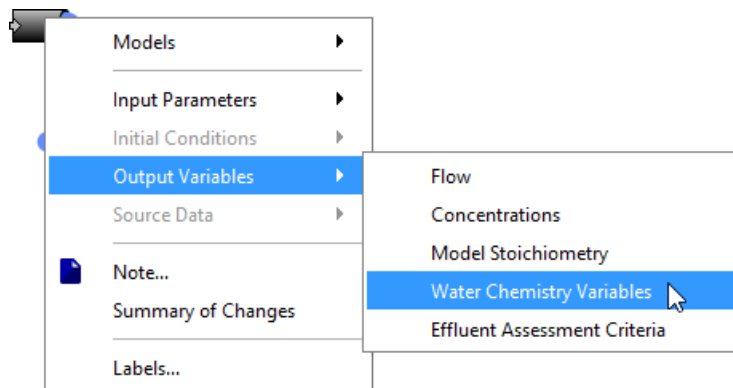 Models
Input Parameters
Initial Conditions
Output Variables
Source Data
Note...
Summary of Changes
Labels...
Flow
Concentrations
Model Stoichiometry
Water Chemistry Variables
Effluent Assessment Criteria